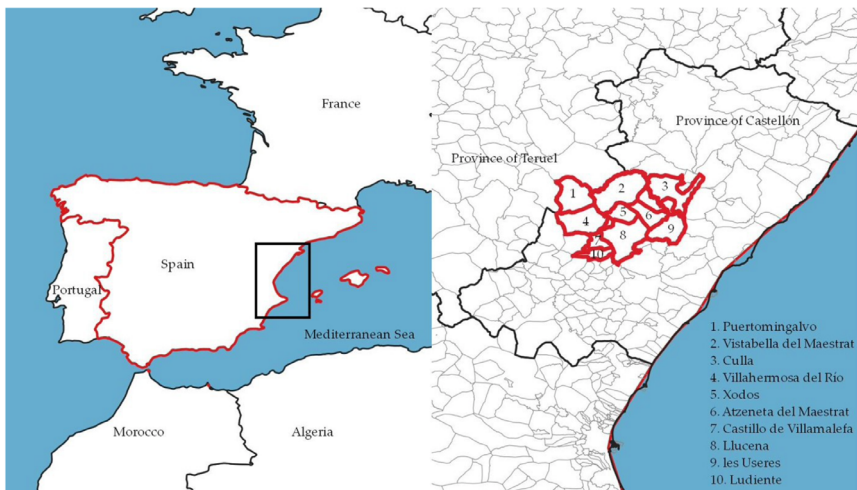 France
Portugal
Spain
Mediterranean Sea
Morocco
Algeria
Province of Castellón
Province of Teruel
1
2
3
4
5
6
7
8
9
10
1. Puertomingalvo
2. Vistabella del Maestrat
3. Culla
4. Villahermosa del Río
5. Xodos
6. Atzeneta del Maestrat
7. Castillo de Villamalefa
8. Llucena
9. les Useres
10. Ludiente